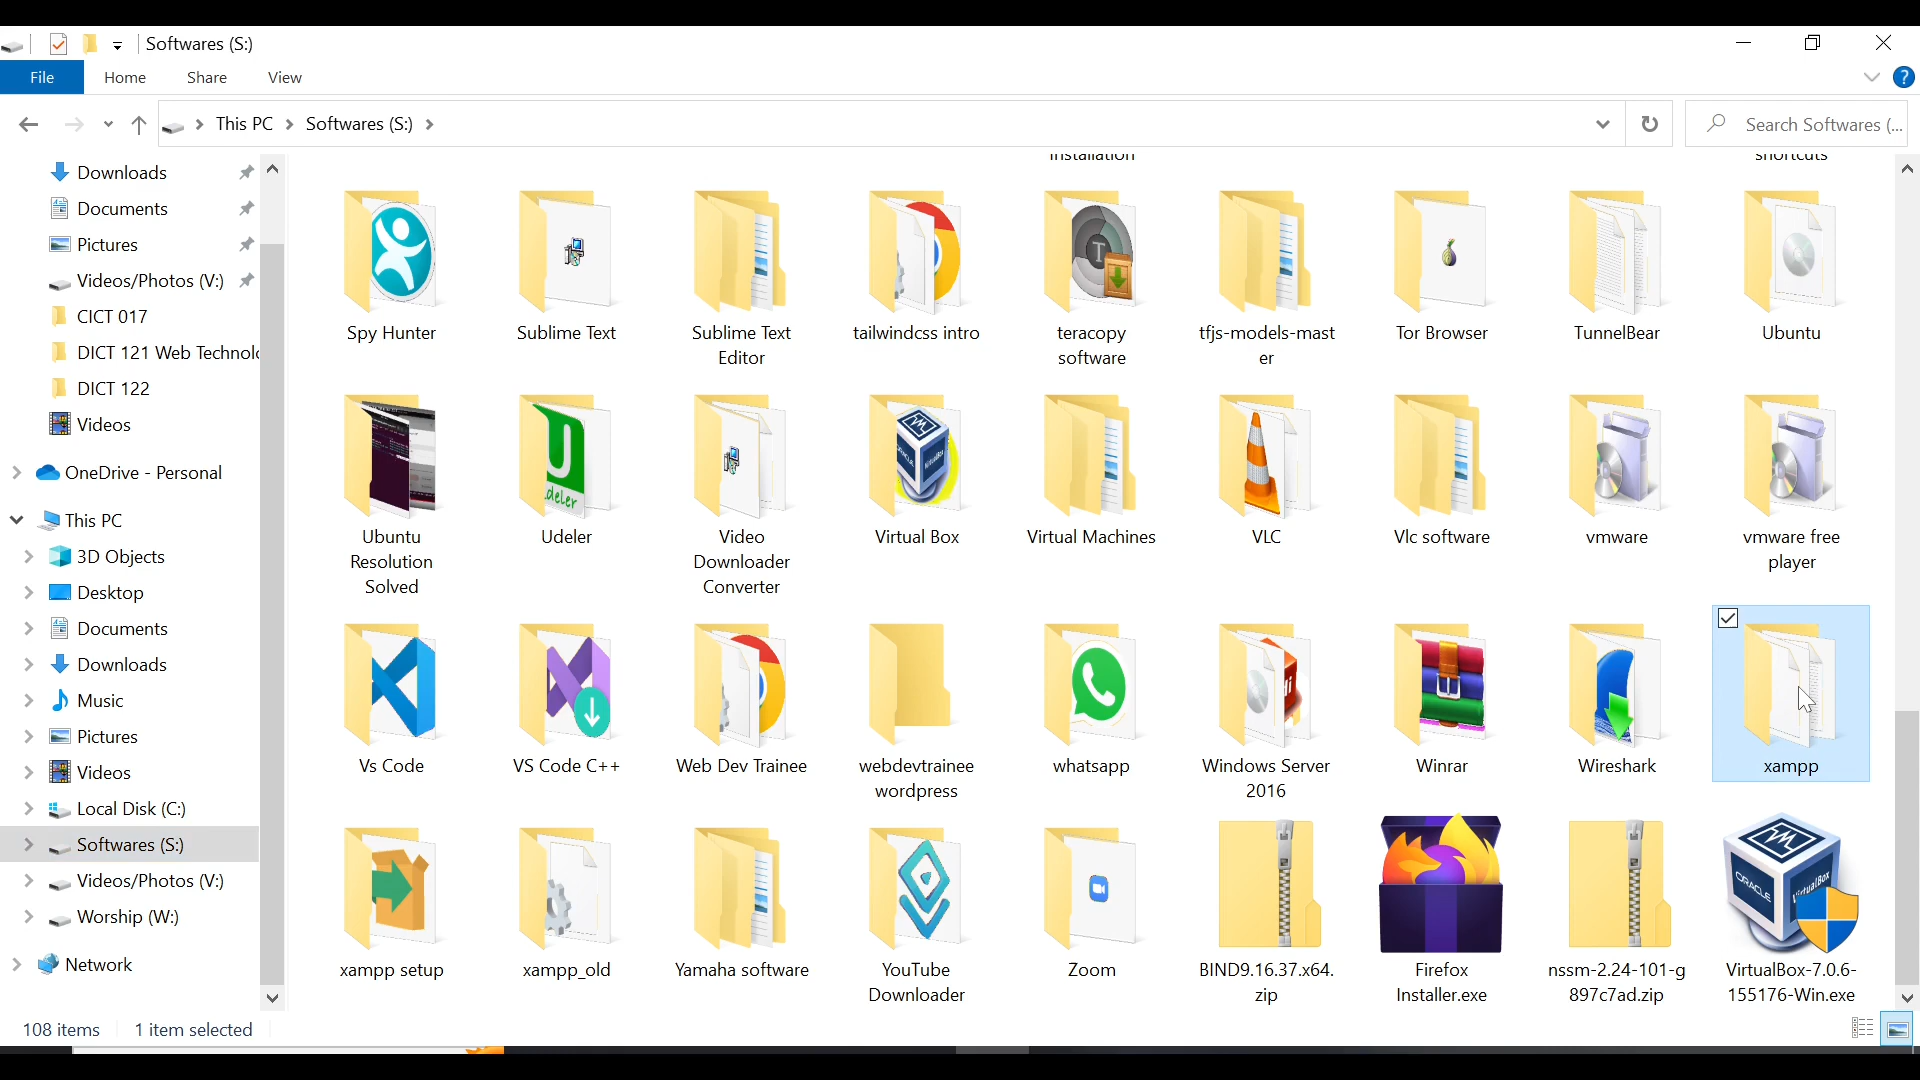 Softwares (S:)
File Home Share View
This PC Softwares (S:)
Search Softwares (...
Downloads
Documents
Pictures
Videos/Photos (V:)
CICT 017
DICT 121 Web Technol
DICT 122
Videos
OneDrive - Personal
This PC
3D Objects
Desktop
Documents
Downloads
Music
Pictures
Videos
Local Disk (C:)
Softwares (S:)
Videos/Photos (V:)
Worship (W:)
Network
installation
shortcuts
Spy Hunter
Sublime Text
Sublime Text
Editor
tailwindcss intro
teracopy
software
tfjs-models-mast
er
Tor Browser
TunnelBear
Ubuntu
Ubuntu
Resolution
Solved
Udeler
Video
Downloader
Converter
Virtual Box
Virtual Machines
VLC
Vlc software
vmware
vmware free
player
Vs Code
VS Code C++
Web Dev Trainee
webdevtrainee
wordpress
whatsapp
Windows Server
2016
Winrar
Wireshark
xampp
xampp setup
xampp_old
Yamaha software
YouTube
Downloader
Zoom
BIND9.16.37.x64.
zip
Firefox
Installer.exe
nssm-2.24-101-g
897c7ad.zip
VirtualBox-7.0.6-
155176-Win.exe
108 items 1 item selected